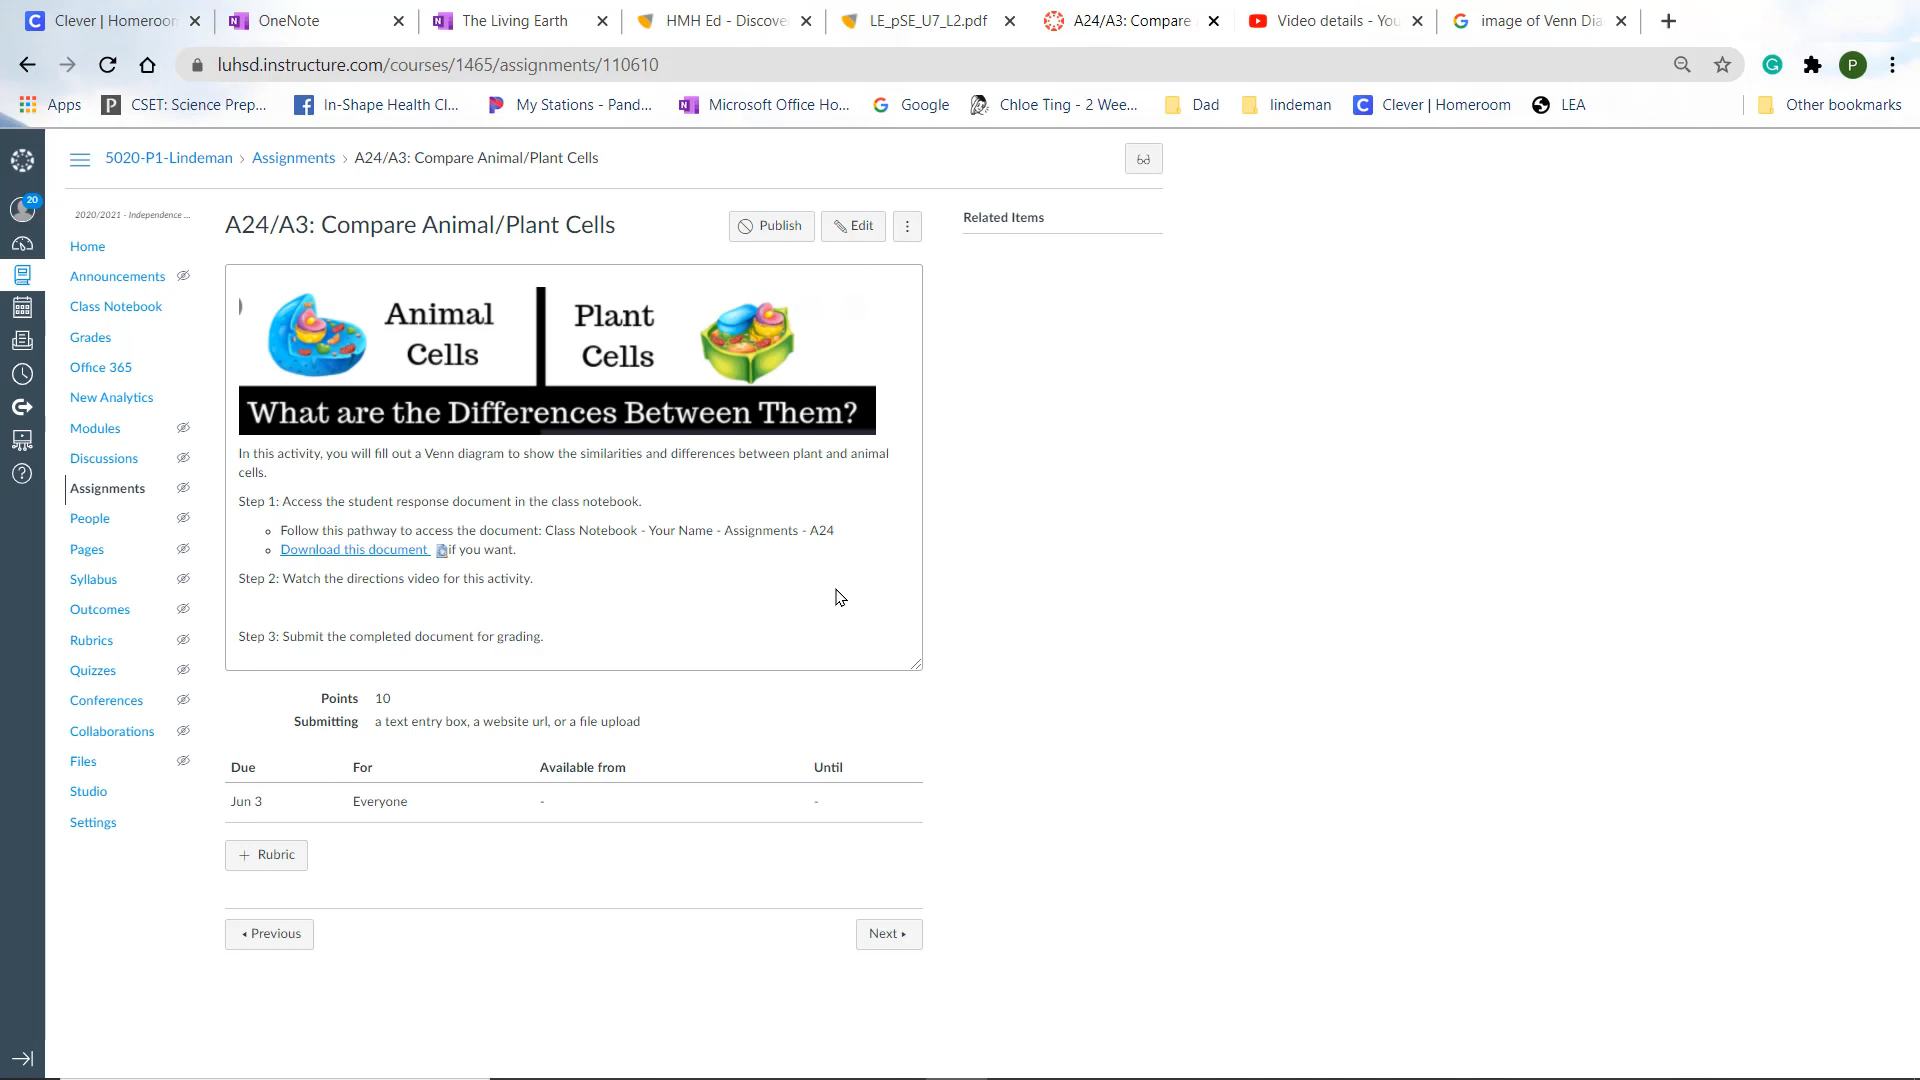 Clever | Homeroom
OneNote
The Living Earth
HMH Ed - Discove
LE_pSE_U7_L2.pdf
A24/A3: Compare
Video details - You
image of Venn Dia
luhsd.instructure.com/courses/1465/assignments/110610
P
Apps
P
CSET: Science Prep...
In-Shape Health Cl...
My Stations - Pand...
Microsoft Office Ho...
Google
Chloe Ting - 2 Wee...
Dad
lindeman
Clever | Homeroom
LEA
Other bookmarks
5020-P1-Lindeman › Assignments › A24/A3: Compare Animal/Plant Cells
20
2020/2021 - Independence ...
Home
Announcements
Class Notebook
Grades
Office 365
New Analytics
Modules
Discussions
Assignments
People
Pages
Syllabus
Outcomes
Rubrics
Quizzes
Conferences
Collaborations
Files
Studio
Settings
A24/A3: Compare Animal/Plant Cells
Publish
Edit
Related Items
Animal
Cells
Plant
Cells
What are the Differences Between Them?
In this activity, you will fill out a Venn diagram to show the similarities and differences between plant and animal
cells.
Step 1: Access the student response document in the class notebook.
Follow this pathway to access the document: Class Notebook - Your Name - Assignments - A24
Download this document if you want.
Step 2: Watch the directions video for this activity.
Step 3: Submit the completed document for grading.
Points 10
Submitting a text entry box, a website url, or a file upload
Due For Available from Until
Jun 3 Everyone - -
+ Rubric
Previous
Next